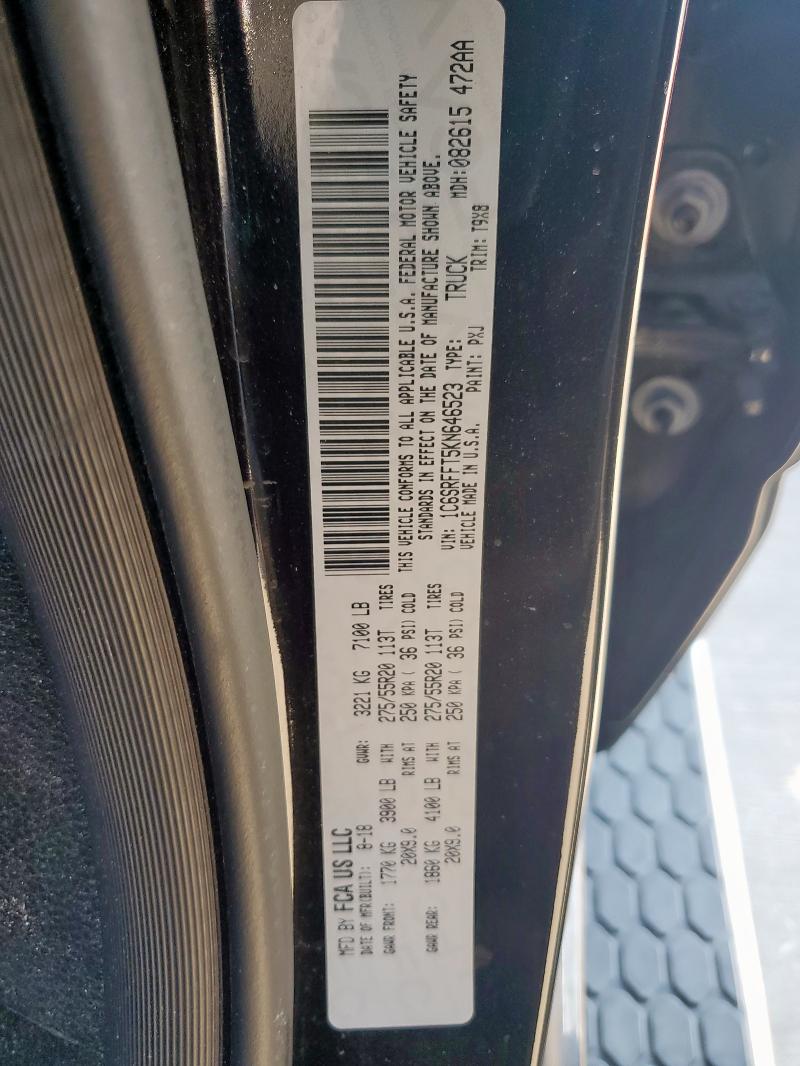 MFD BY FCA US LLC
DATE OF MFR(BUILT): 8-18 GVWR: 3221 KG 7100 LB
GAWR FRONT: 1770 KG 3900 LB WITH 275/55R20 113T TIRES
20X9.0 RIMS AT 250 KPA ( 36 PSI) COLD
GAWR REAR: 1860 KG 4100 LB WITH 275/55R20 113T TIRES
20X9.0 RIMS AT 250 KPA ( 36 PSI) COLD
THIS VEHICLE CONFORMS TO ALL APPLICABLE U.S.A. FEDERAL MOTOR VEHICLE SAFETY
STANDARDS IN EFFECT ON THE DATE OF MANUFACTURE SHOWN ABOVE.
VIN: 1C6SRFFT5KN646523 TYPE: TRUCK MDH: 082615 472AA
VEHICLE MADE IN U.S.A. PAINT: PXJ TRIM: T9X8